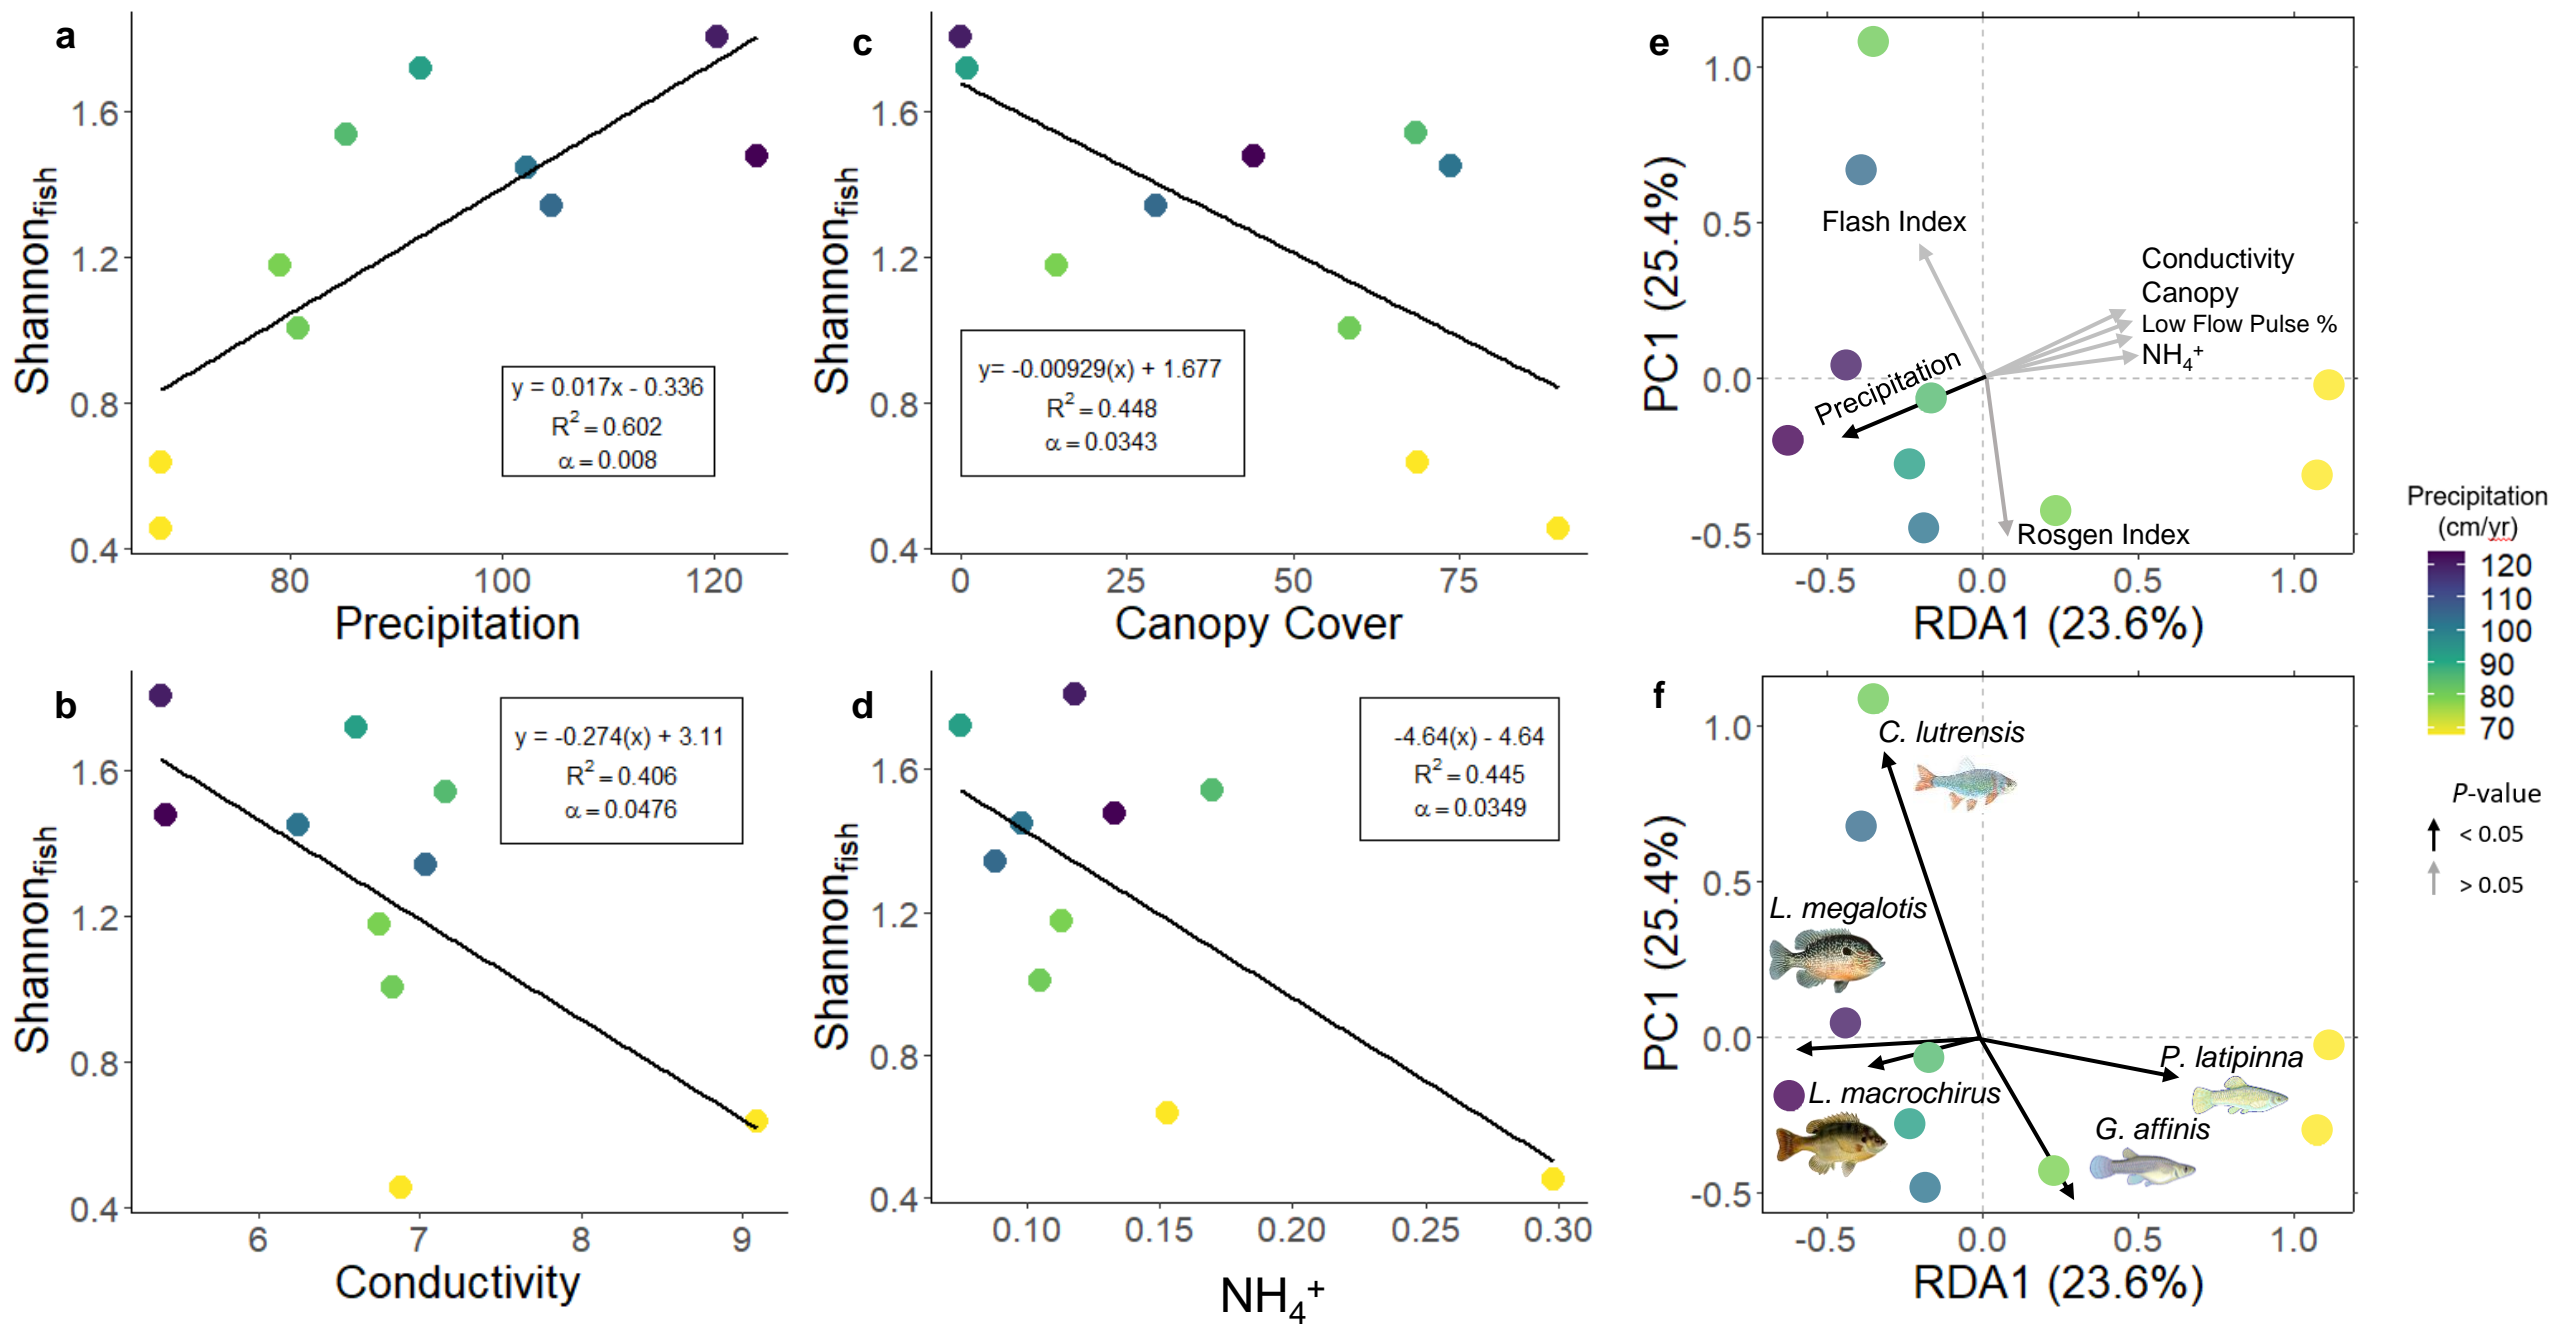 a
1.6
1.2
0.8
0.4
Shannonfish
y = 0.017x - 0.336
R2 = 0.602
α = 0.008
80 100 120
Precipitation
c
1.6
1.2
0.8
0.4
Shannonfish
y= -0.00929(x) + 1.677
R2 = 0.448
α = 0.0343
0 25 50 75
Canopy Cover
e
1.0
0.5
0.0
-0.5
PC1 (25.4%)
Flash Index
Conductivity
Canopy
Low Flow Pulse %
NH4+
Precipitation
Rosgen Index
-0.5 0.0 0.5 1.0
RDA1 (23.6%)
b
1.6
1.2
0.8
0.4
Shannonfish
y = -0.274(x) + 3.11
R2 = 0.406
α = 0.0476
6 7 8 9
Conductivity
d
1.6
1.2
0.8
0.4
Shannonfish
-4.64(x) - 4.64
R2 = 0.445
α = 0.0349
0.10 0.15 0.20 0.25 0.30
NH4+
f
1.0
0.5
0.0
-0.5
PC1 (25.4%)
C. lutrensis
L. megalotis
P. latipinna
L. macrochirus
G. affinis
-0.5 0.0 0.5 1.0
RDA1 (23.6%)
Precipitation
(cm/yr)
120
110
100
90
80
70
P-value
< 0.05
> 0.05